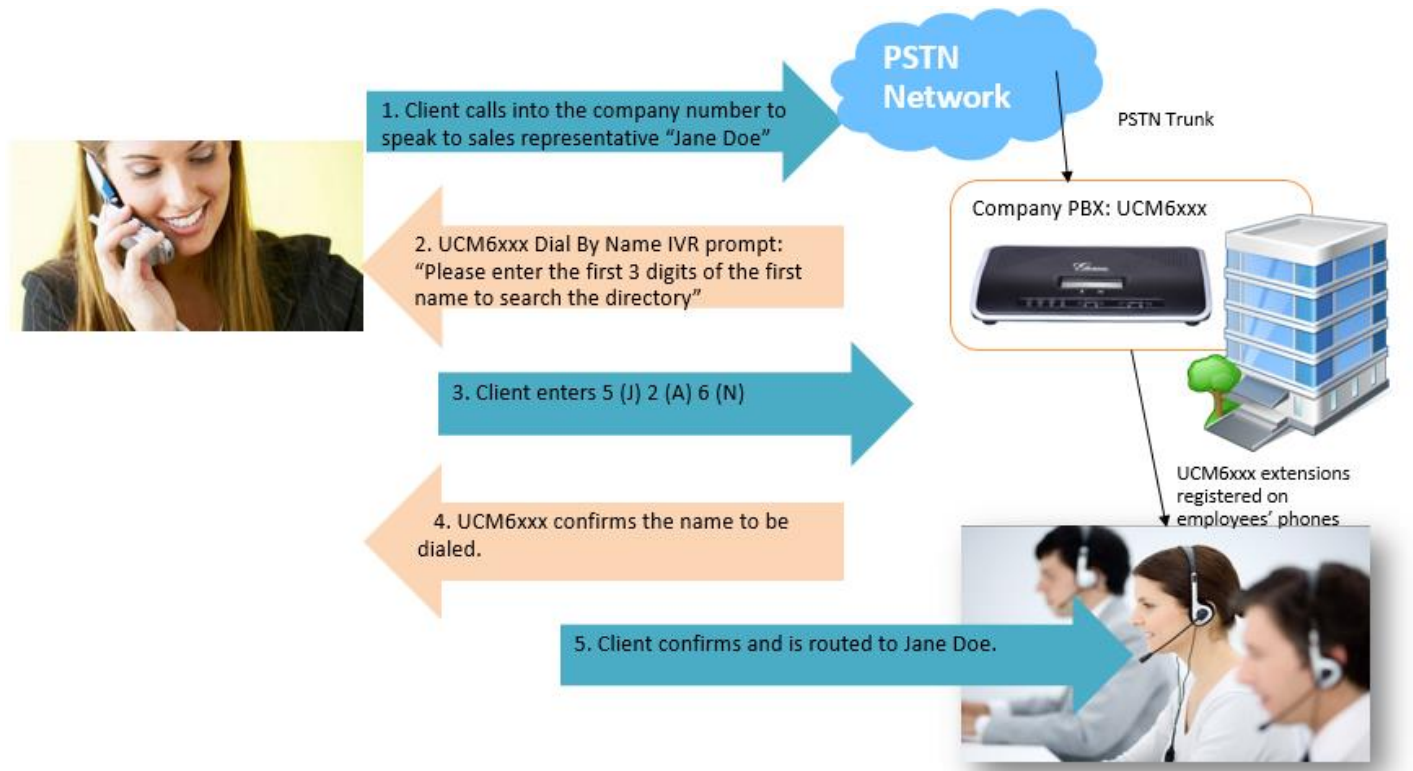 PSTN
Network
1. Client calls into the company number to
speak to sales representative “Jane Doe”
PSTN Trunk
Company PBX: UCM6xxx
2. UCM6xxx Dial By Name IVR prompt:
“Please enter the first 3 digits of the first
name to search the directory”
3. Client enters 5 (J) 2 (A) 6 (N)
UCM6xxx extensions
registered on
employees’ phones
4. UCM6xxx confirms the name to be
dialed.
5. Client confirms and is routed to Jane Doe.